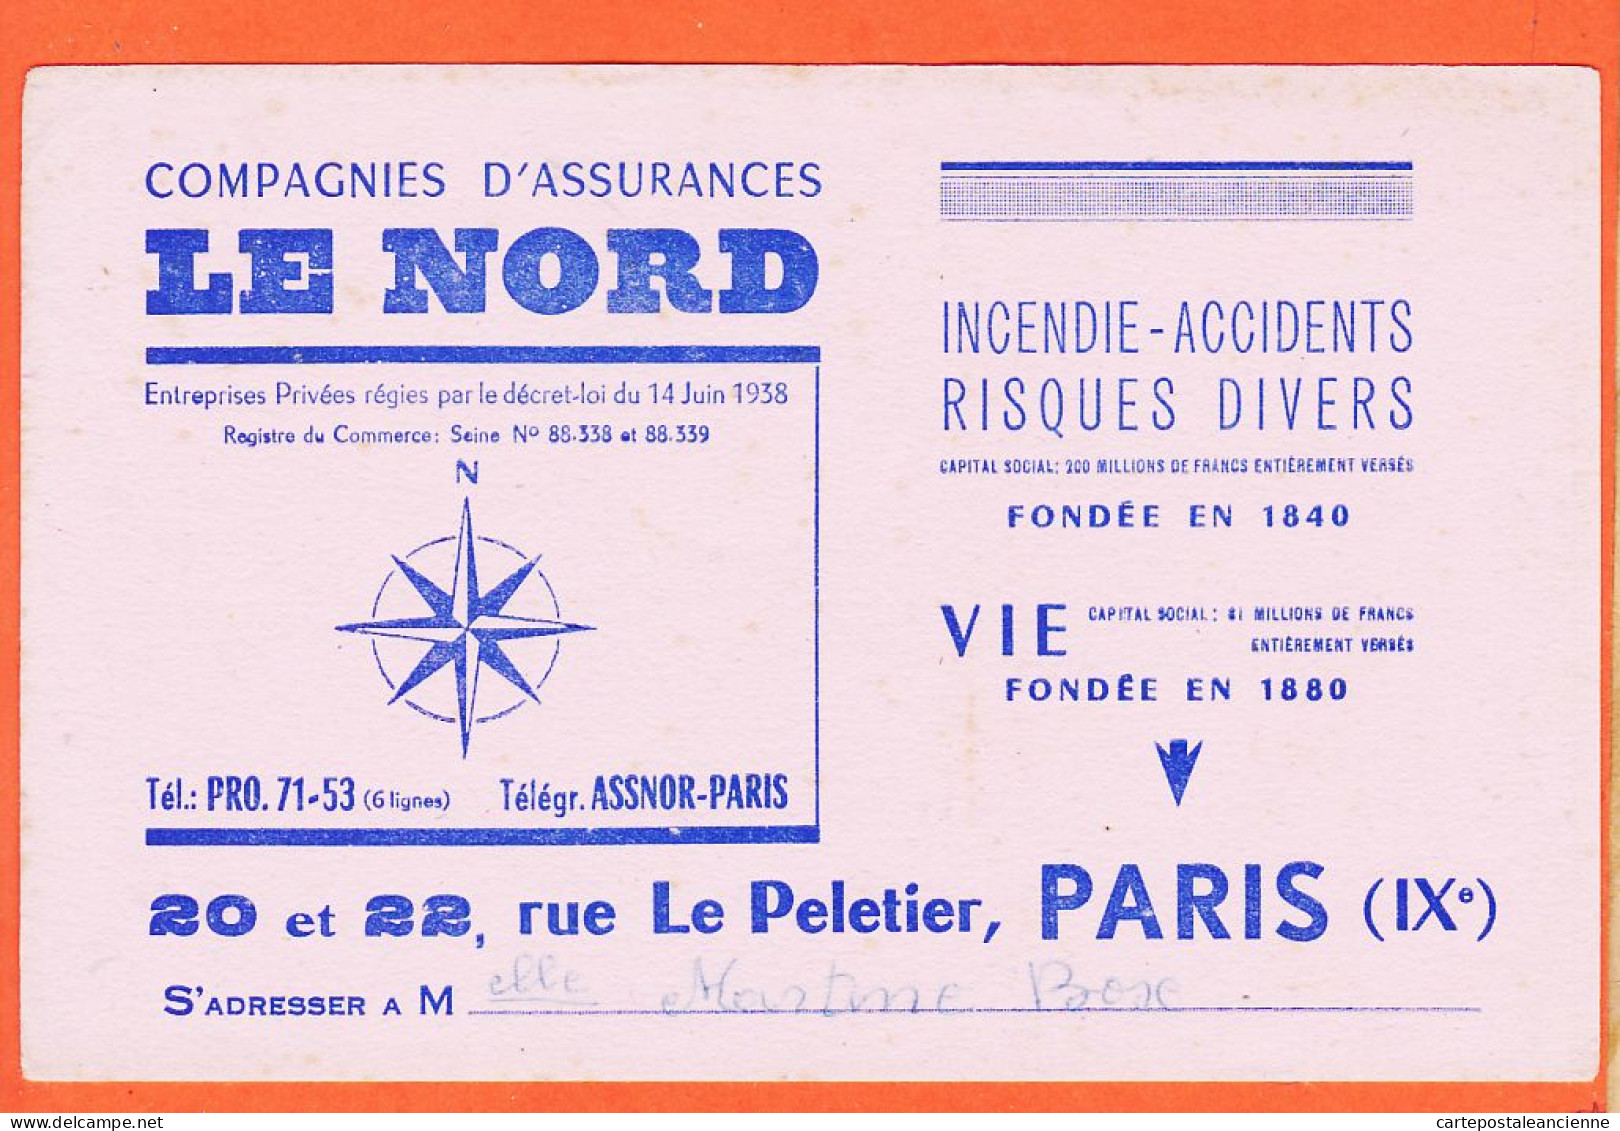 COMPAGNIES D'ASSURANCES
LE NORD
Entreprises Privées régies par le décret-loi du 14 Juin 1938
Registre du Commerce: Seine Nº 88.338 et 88.339
N
Tél.: PRO. 71-53 (6 lignes) Télégr. ASSNOR-PARIS
INCENDIE-ACCIDENTS
RISQUES DIVERS
CAPITAL SOCIAL: 200 MILLIONS DE FRANCS ENTIÈREMENT VERSÉS
FONDÉE EN 1840
VIE CAPITAL SOCIAL: 81 MILLIONS DE FRANCS
ENTIÈREMENT VERSÉS
FONDÉE EN 1880
20 et 22, rue Le Peletier, PARIS (IXe)
S'ADRESSER A M elle Martine
cartepostaleancienne